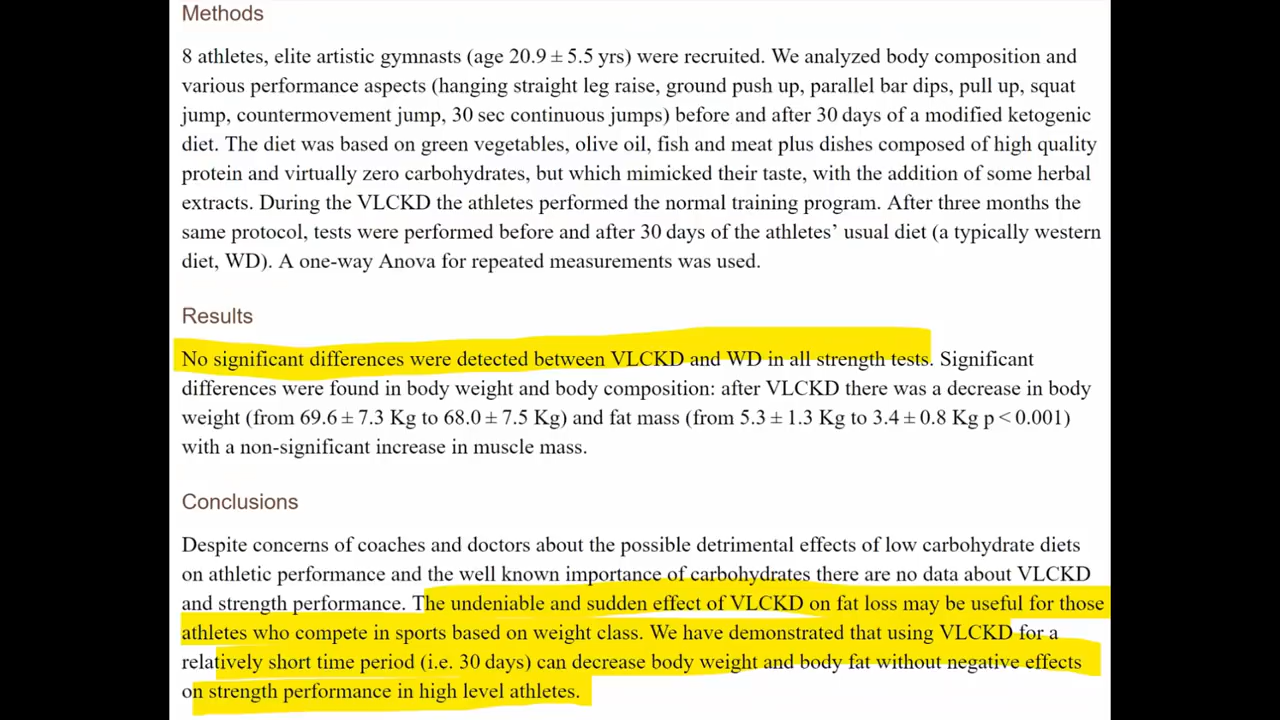 Methods
8 athletes, elite artistic gymnasts (age 20.9 ± 5.5 yrs) were recruited. We analyzed body composition and
various performance aspects (hanging straight leg raise, ground push up, parallel bar dips, pull up, squat
jump, countermovement jump, 30 sec continuous jumps) before and after 30 days of a modified ketogenic
diet. The diet was based on green vegetables, olive oil, fish and meat plus dishes composed of high quality
protein and virtually zero carbohydrates, but which mimicked their taste, with the addition of some herbal
extracts. During the VLCKD the athletes performed the normal training program. After three months the
same protocol, tests were performed before and after 30 days of the athletes’ usual diet (a typically western
diet, WD). A one-way Anova for repeated measurements was used.
Results
No significant differences were detected between VLCKD and WD in all strength tests. Significant
differences were found in body weight and body composition: after VLCKD there was a decrease in body
weight (from 69.6 ± 7.3 Kg to 68.0 ± 7.5 Kg) and fat mass (from 5.3 ± 1.3 Kg to 3.4 ± 0.8 Kg p < 0.001)
with a non-significant increase in muscle mass.
Conclusions
Despite concerns of coaches and doctors about the possible detrimental effects of low carbohydrate diets
on athletic performance and the well known importance of carbohydrates there are no data about VLCKD
and strength performance. The undeniable and sudden effect of VLCKD on fat loss may be useful for those
athletes who compete in sports based on weight class. We have demonstrated that using VLCKD for a
relatively short time period (i.e. 30 days) can decrease body weight and body fat without negative effects
on strength performance in high level athletes.